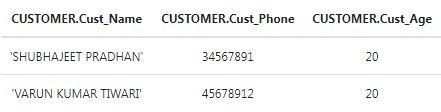 CUSTOMER.Cust_Name CUSTOMER.Cust_Phone CUSTOMER.Cust_Age
'SHUBHAJEET PRADHAN' 34567891 20
'VARUN KUMAR TIWARI' 45678912 20